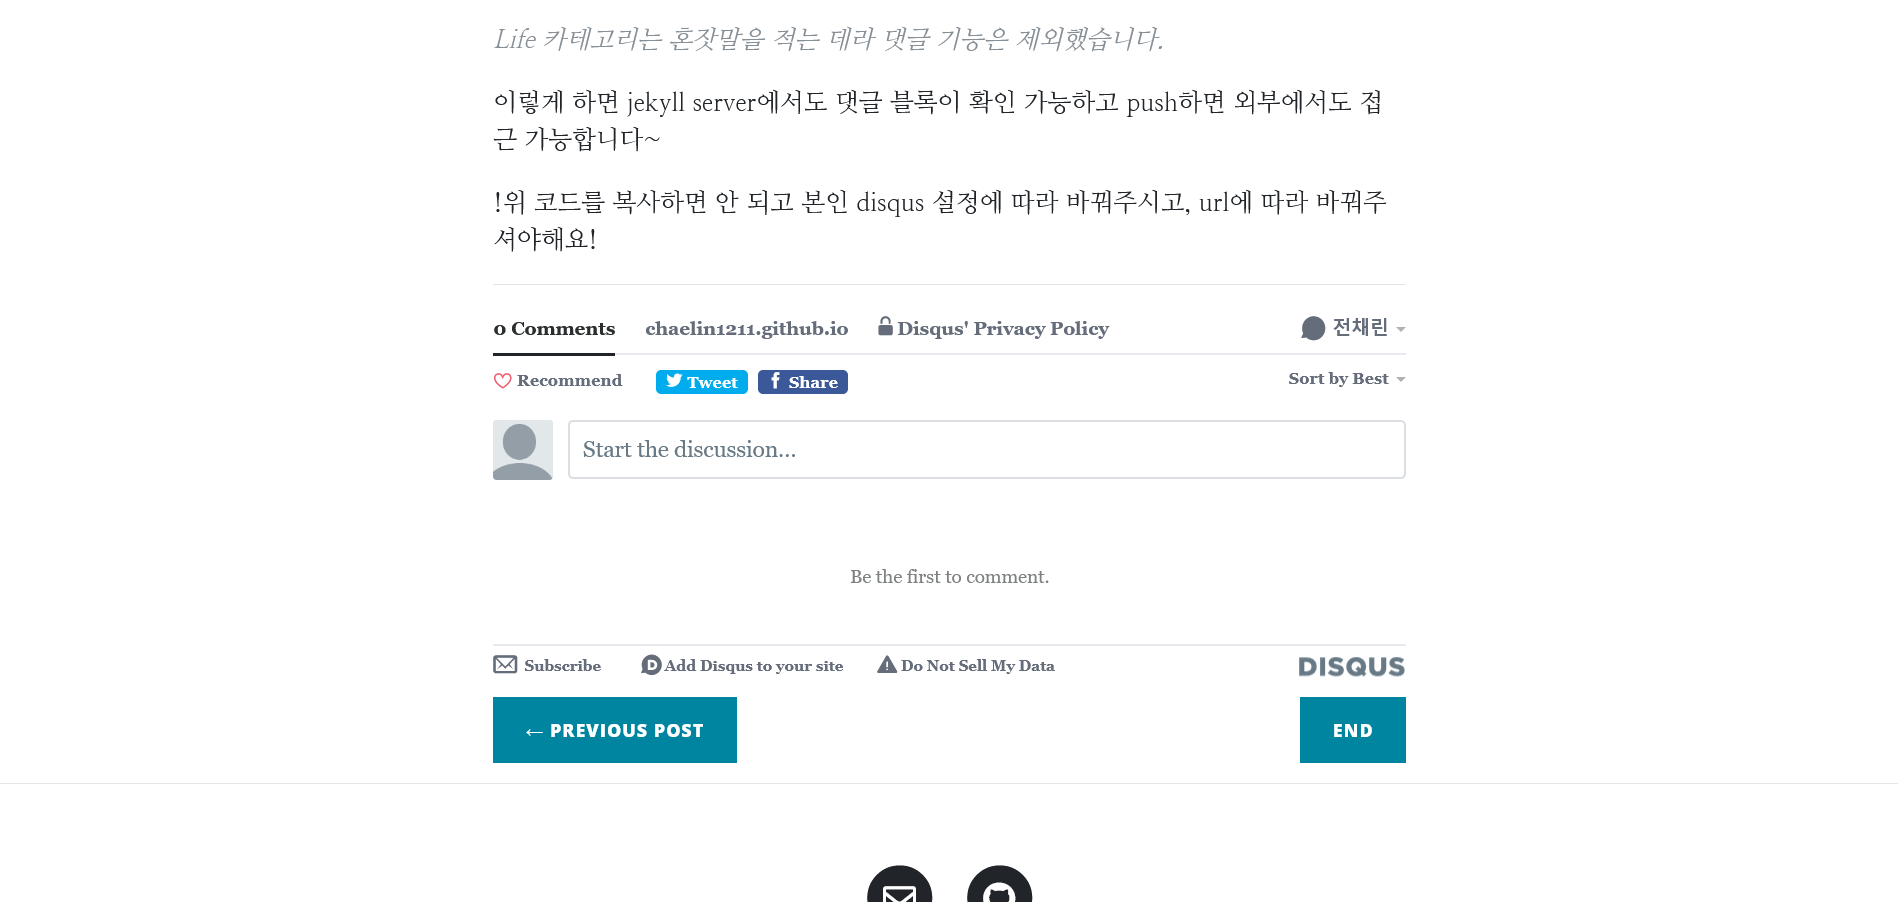 Life 카테고리는 혼잣말을 적는 데라 댓글 기능은 제외했습니다.
이렇게 하면 jekyll server에서도 댓글 블록이 확인 가능하고 push하면 외부에서도 접
근 가능합니다~
!위 코드를 복사하면 안 되고 본인 disqus 설정에 따라 바꿔주시고, url에 따라 바꿔주
셔야해요!
0 Comments chaelin1211.github.io Disqus' Privacy Policy 전채린
Recommend Tweet Share Sort by Best
Start the discussion...
Be the first to comment.
Subscribe Add Disqus to your site Do Not Sell My Data DISQUS
← PREVIOUS POST END